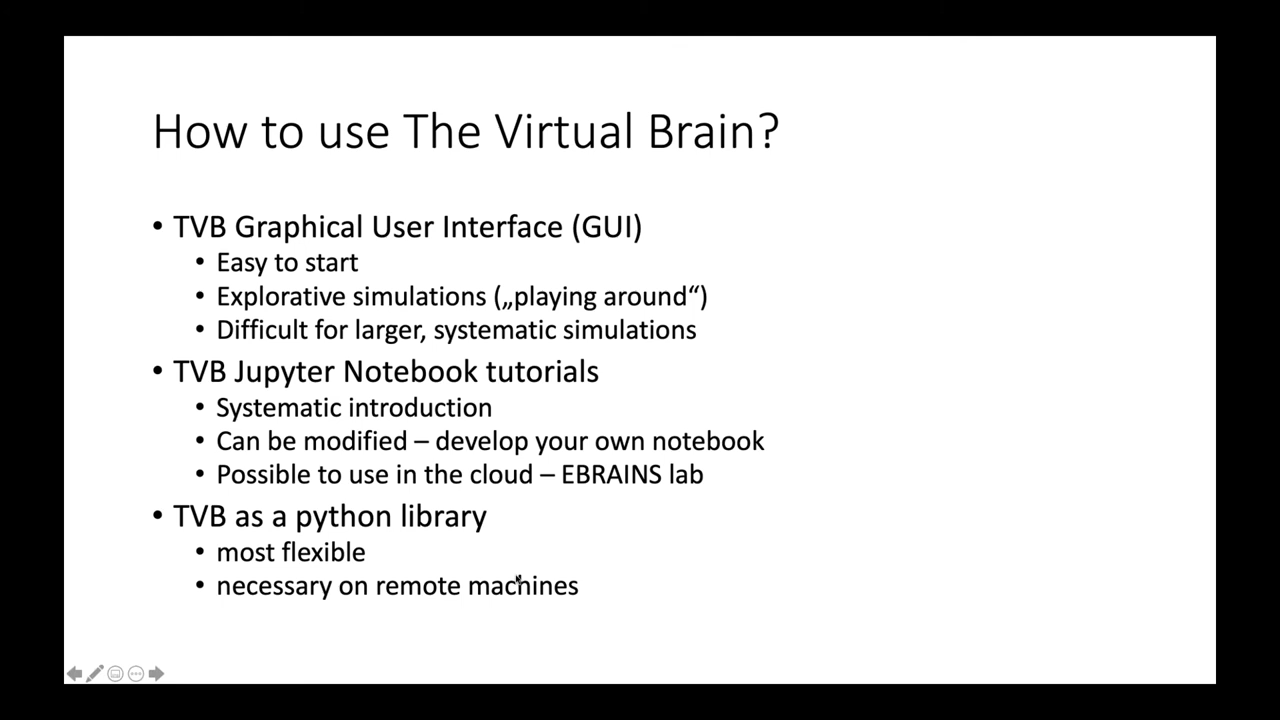 How to use The Virtual Brain?
• TVB Graphical User Interface (GUI)
• Easy to start
• Explorative simulations („playing around“)
• Difficult for larger, systematic simulations
• TVB Jupyter Notebook tutorials
• Systematic introduction
• Can be modified – develop your own notebook
• Possible to use in the cloud – EBRAINS lab
• TVB as a python library
• most flexible
• necessary on remote machines